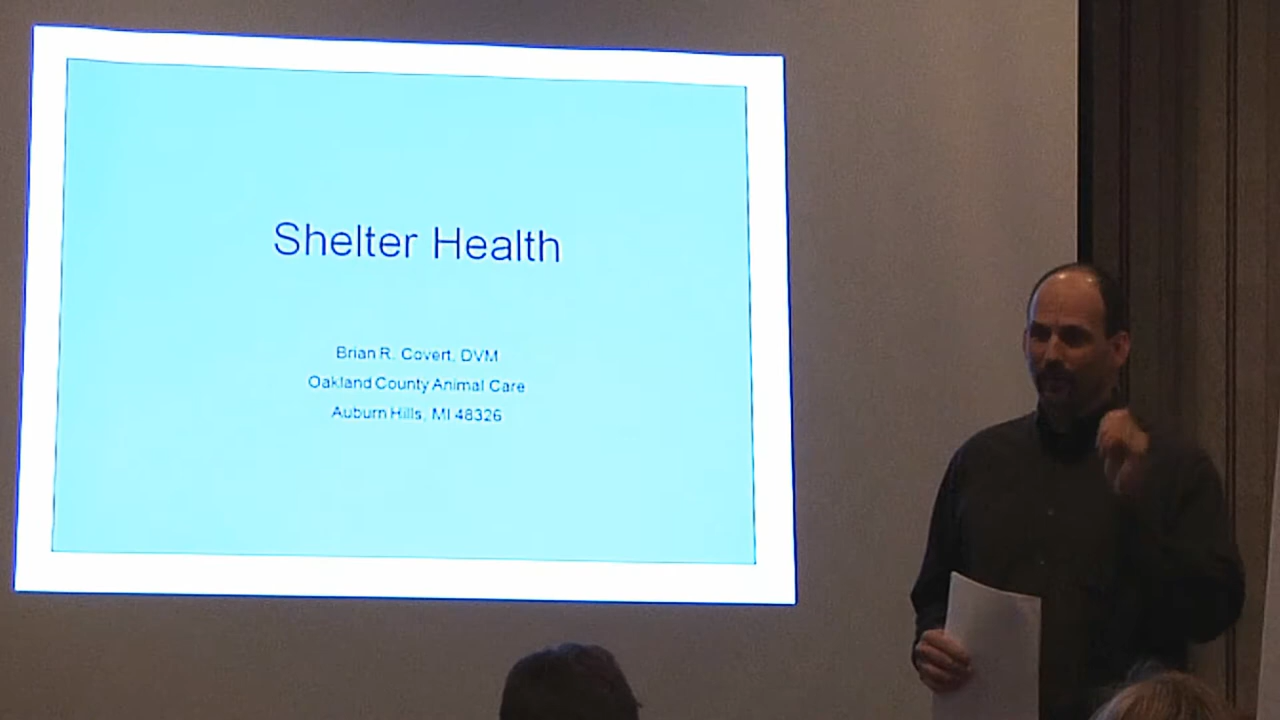 Shelter Health
Brian R. Covert, DVM
Oakland County Animal Care
Auburn Hills, MI 48326